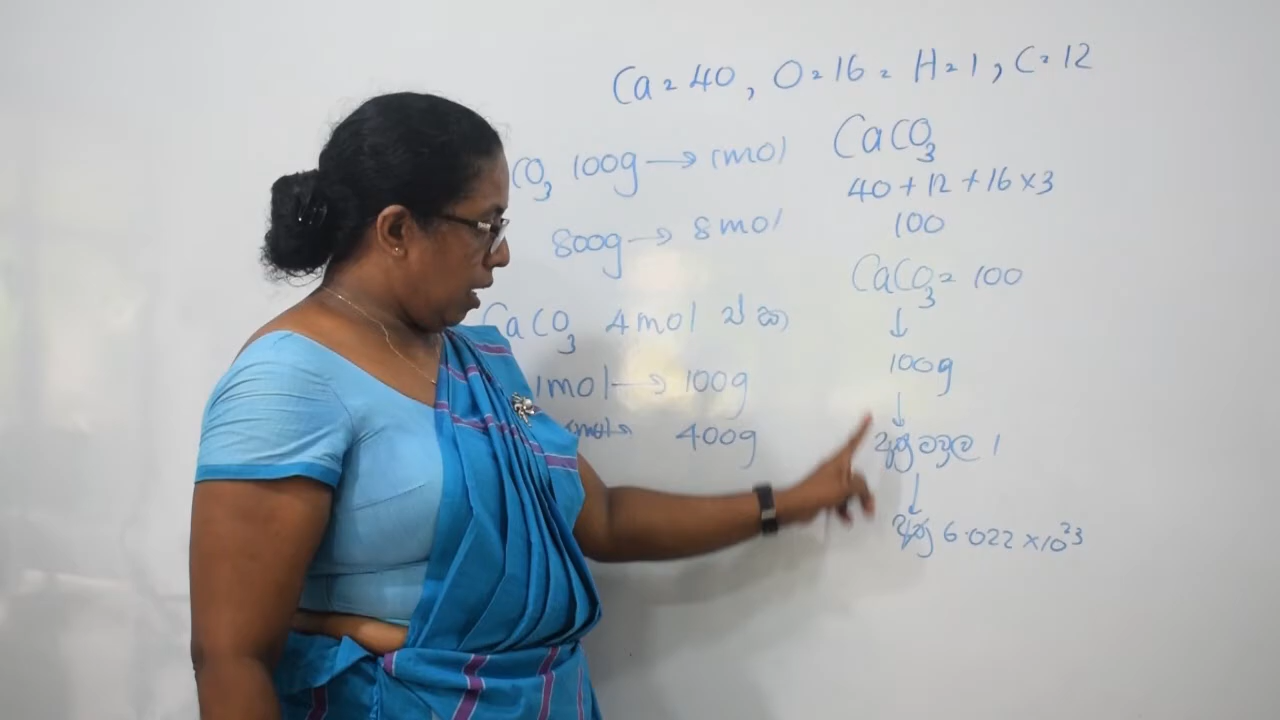 Ca = 40, O = 16 = H = 1, C = 12
CO3 100g → 1mol
800g → 8mol
CaCO3 4mol
1mol → 100g
mol → 400g
CaCO3
40 + 12 + 16 × 3
100
CaCO3 = 100
↓
100g
↓
අණු මවුල 1
↓
අණු 6.022 × 10²³